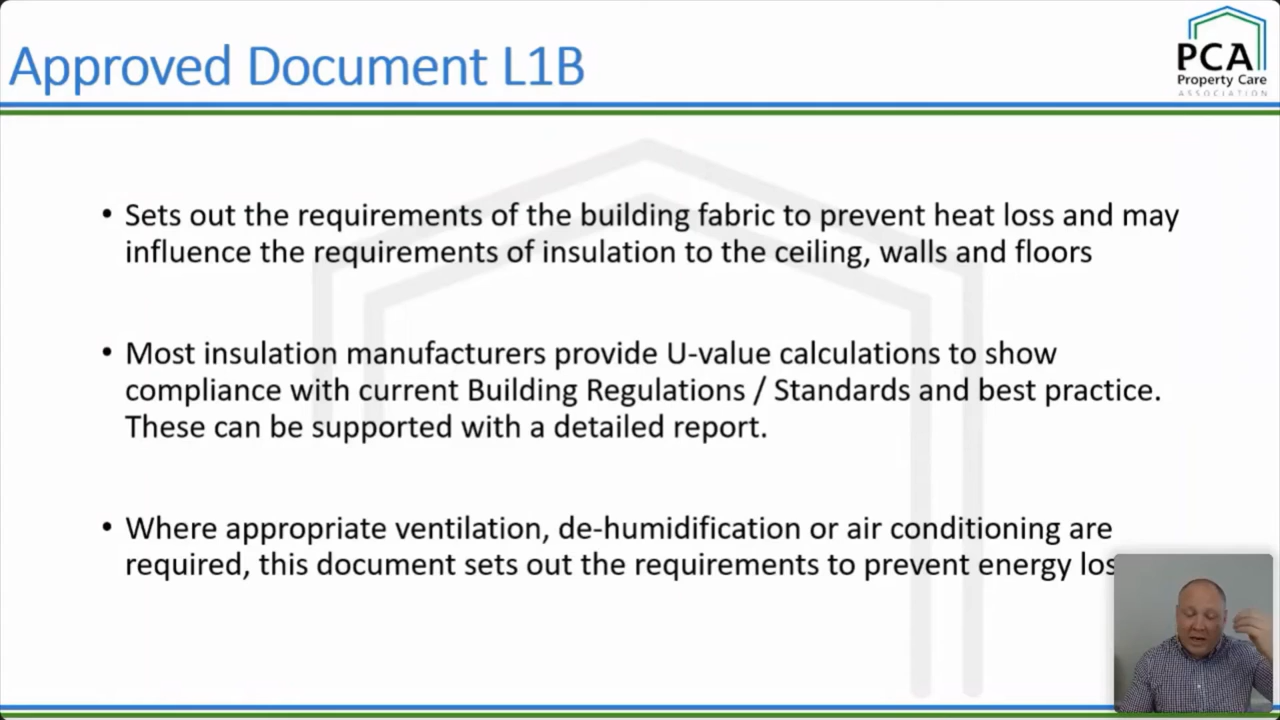 Approved Document L1B
PCA
Property Care
ASSOCIATION
• Sets out the requirements of the building fabric to prevent heat loss and may
influence the requirements of insulation to the ceiling, walls and floors
• Most insulation manufacturers provide U-value calculations to show
compliance with current Building Regulations / Standards and best practice.
These can be supported with a detailed report.
• Where appropriate ventilation, de-humidification or air conditioning are
required, this document sets out the requirements to prevent energy los